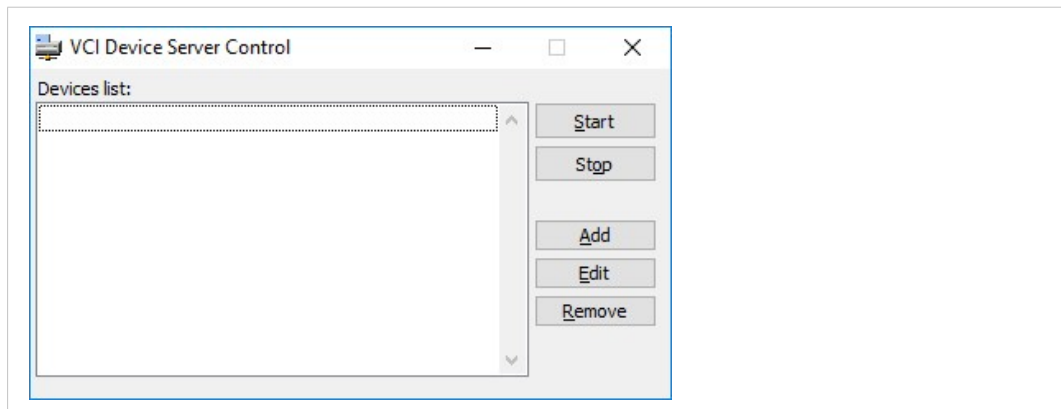 VCI Device Server Control
Devices list:
Start
Stop
Add
Edit
Remove